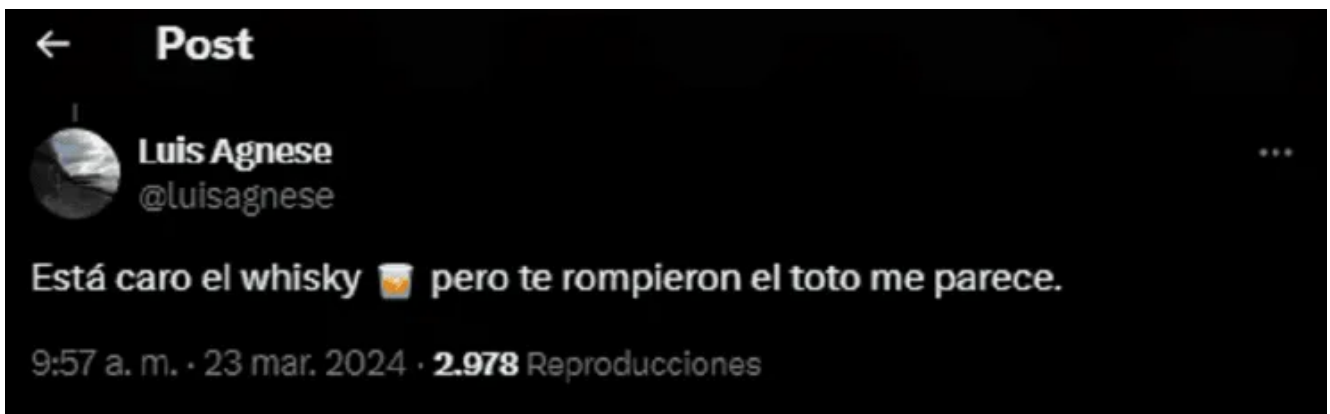 Post
Luis Agnese
@luisagnese
Está caro el whisky 🥃 pero te rompieron el toto me parece.
9:57 a. m. · 23 mar. 2024 · 2.978 Reproducciones